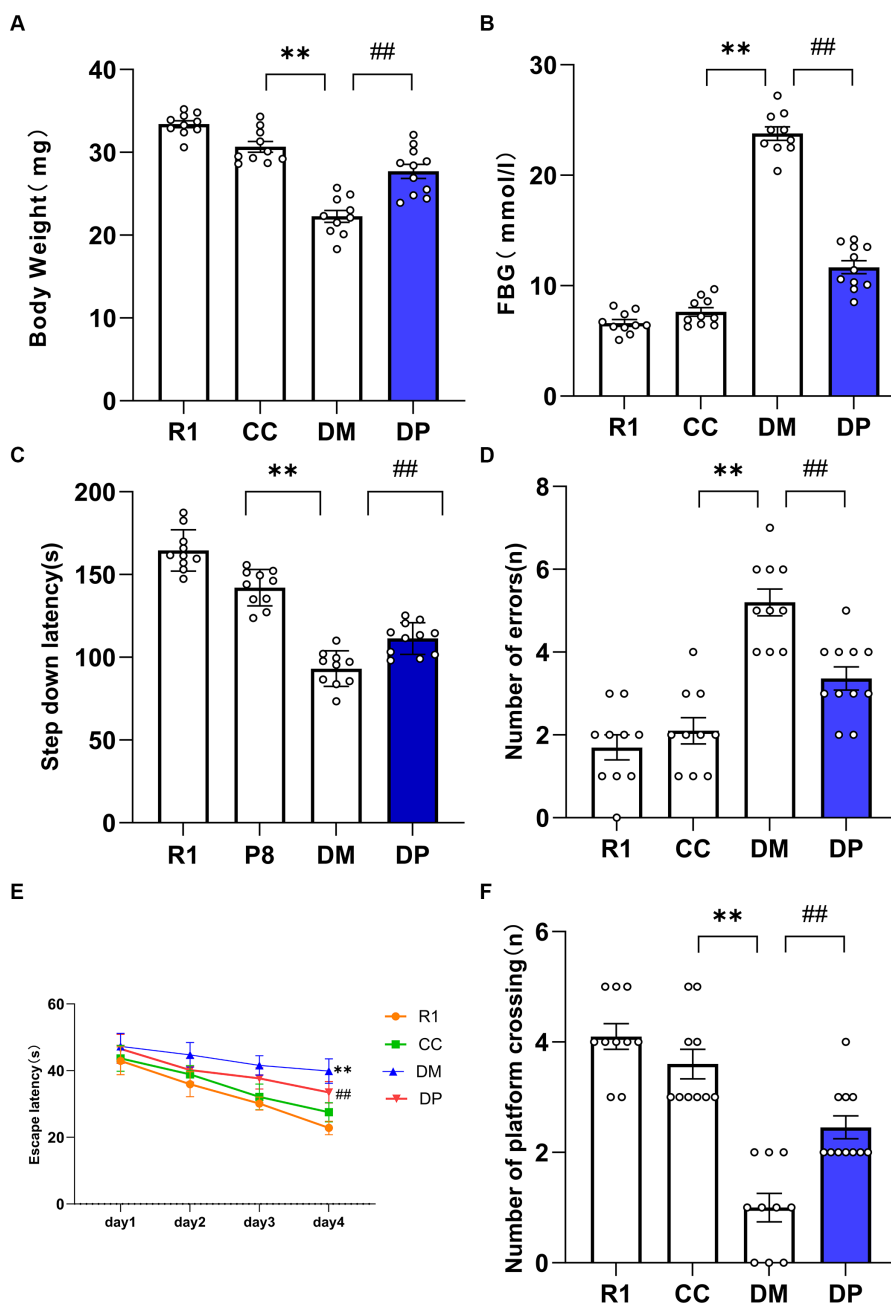 A
** ##
Body Weight( mg)
40
30
20
10
0
R1 CC DM DP
B
** ##
FBG( mmol/l)
30
20
10
0
R1 CC DM DP
C
** ##
Step down latency(s)
200
150
100
50
0
R1 P8 DM DP
D
** ##
Number of errors(n)
8
6
4
2
0
R1 CC DM DP
E
Escape latency(s)
60
40
20
0
day1 day2 day3 day4
**
##
R1
CC
DM
DP
F
** ##
Number of platform crossing(n)
6
4
2
0
R1 CC DM DP